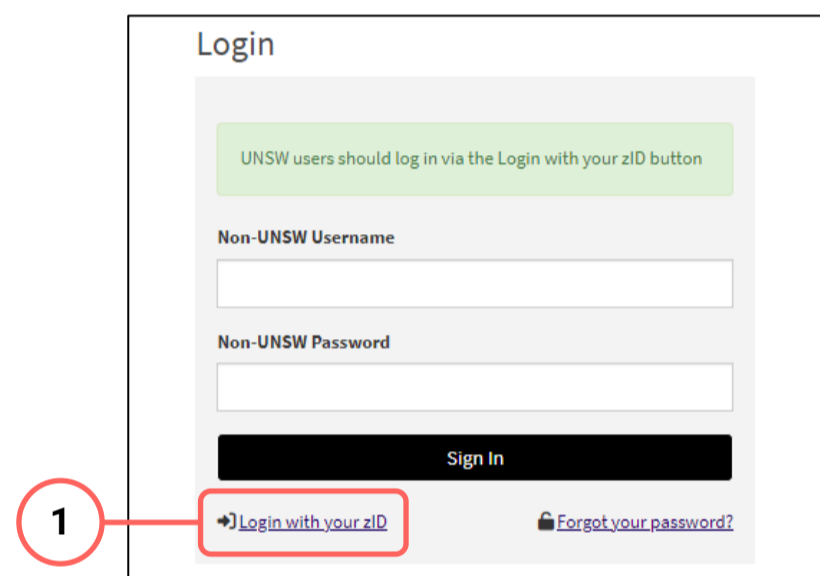 Login
UNSW users should log in via the Login with your zID button
Non-UNSW Username
Non-UNSW Password
Sign In
1
Login with your zID
Forgot your password?